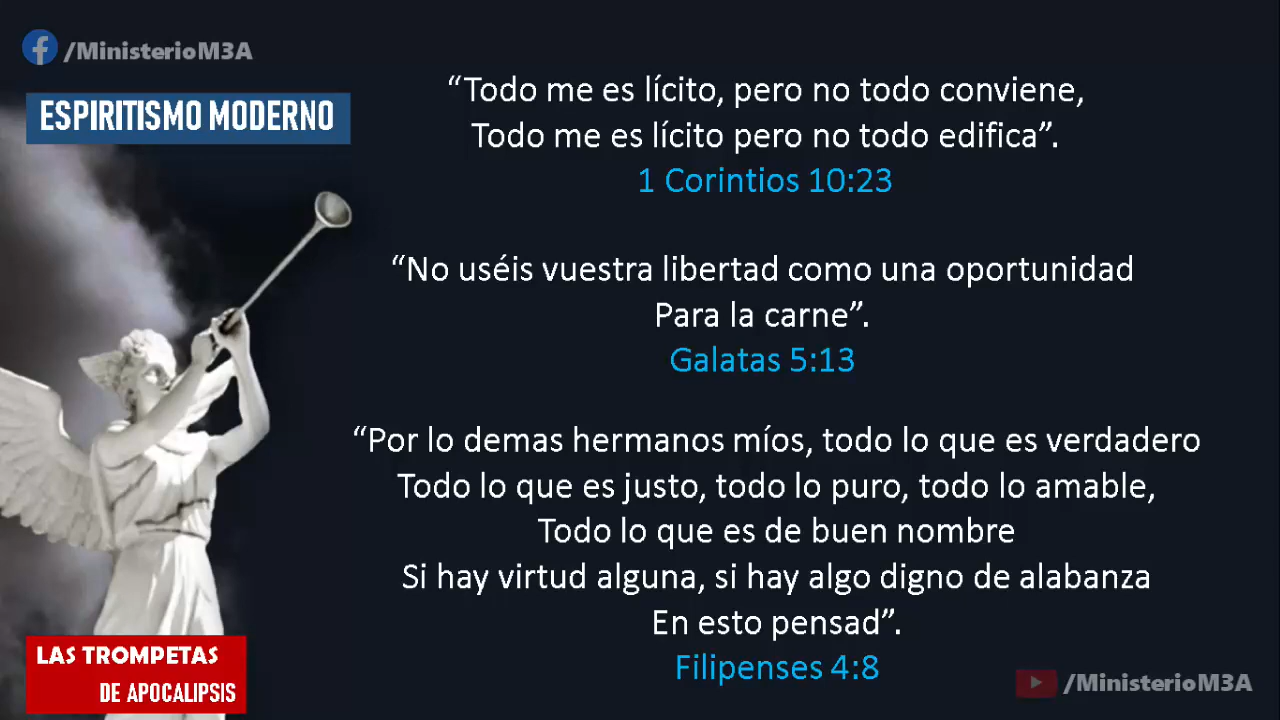 /MinisterioM3A
ESPIRITISMO MODERNO
“Todo me es lícito, pero no todo conviene,
Todo me es lícito pero no todo edifica”.
1 Corintios 10:23
“No uséis vuestra libertad como una oportunidad
Para la carne”.
Galatas 5:13
“Por lo demas hermanos míos, todo lo que es verdadero
Todo lo que es justo, todo lo puro, todo lo amable,
Todo lo que es de buen nombre
Si hay virtud alguna, si hay algo digno de alabanza
En esto pensad”.
Filipenses 4:8
LAS TROMPETAS
DE APOCALIPSIS
/MinisterioM3A